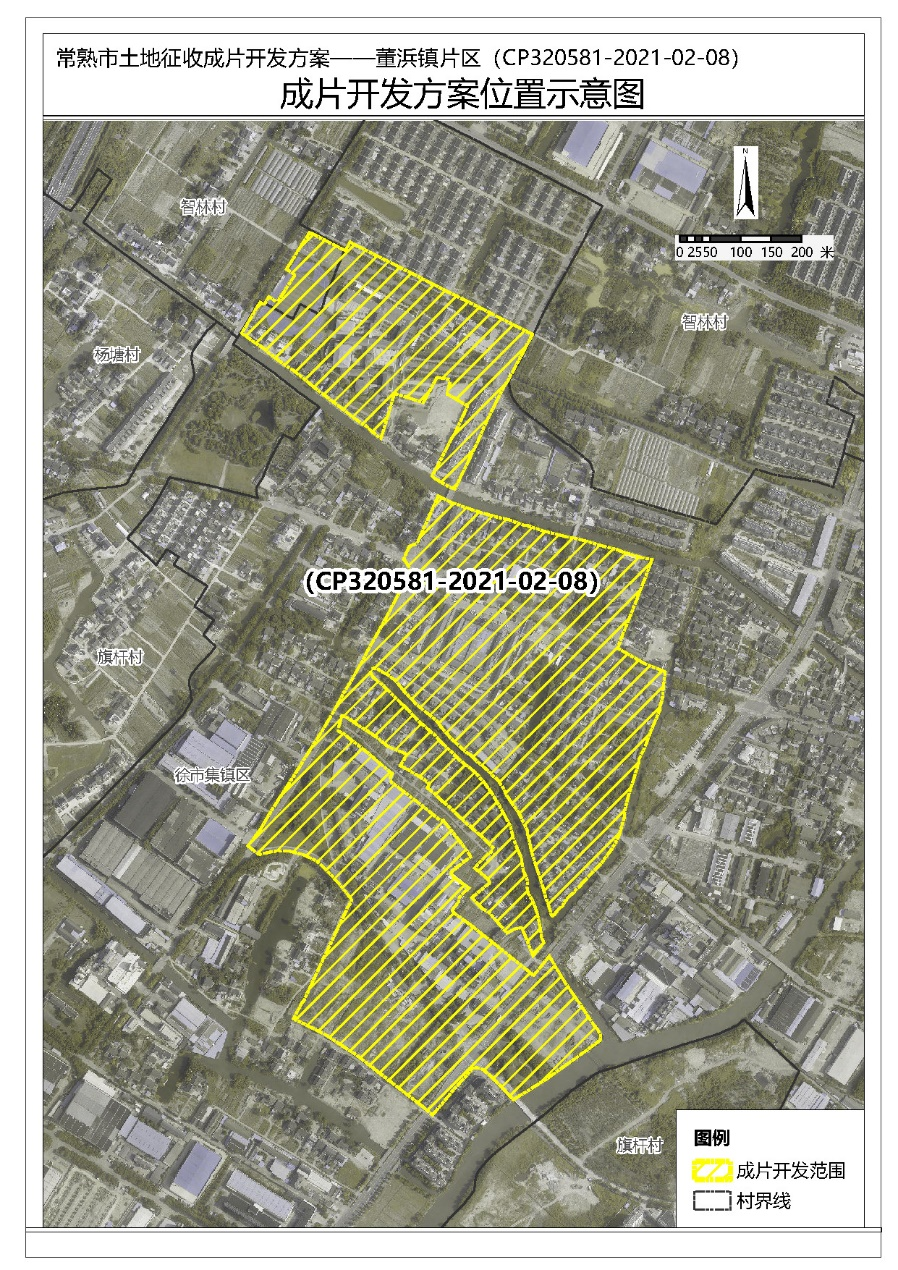 常熟市土地征收成片开发方案——董浜镇片区（CP320581-2021-02-08）
成片开发方案位置示意图
N
智林村
0 2550 100 150 200 米
智林村
杨塘村
(CP320581-2021-02-08)
旗杆村
徐市集镇区
旗杆村
图例
成片开发范围
村界线